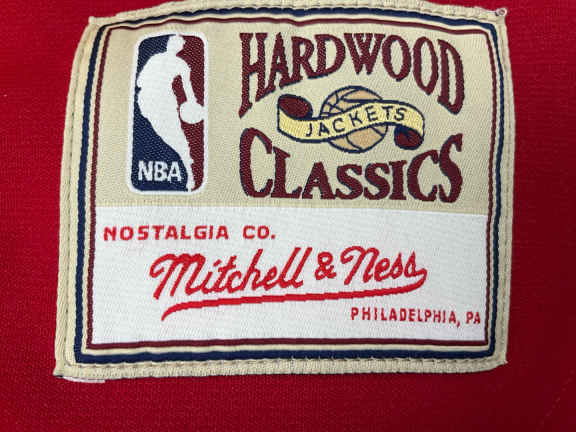 HARDWOOD
JACKETS
CLASSICS
NBA
NOSTALGIA CO.
Mitchell & Ness
PHILADELPHIA, PA